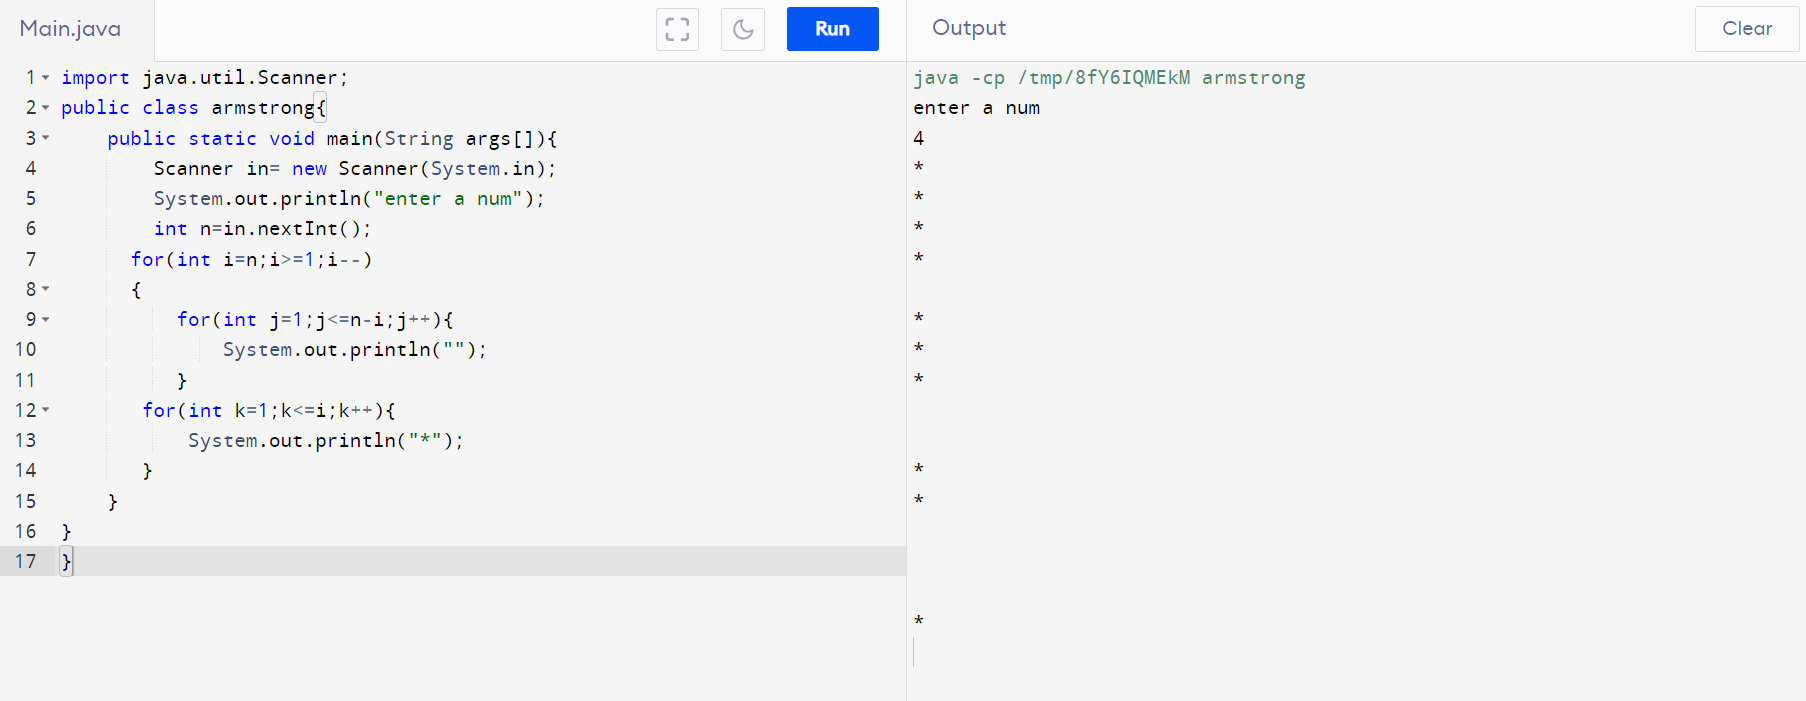 Main.java
Run
1 import java.util.Scanner;
2 public class armstrong{
3     public static void main(String args[]){
4         Scanner in= new Scanner(System.in);
5         System.out.println("enter a num");
6         int n=in.nextInt();
7       for(int i=n;i>=1;i--)
8       {
9           for(int j=1;j<=n-i;j++){
10              System.out.println("");
11          }
12       for(int k=1;k<=i;k++){
13           System.out.println("*");
14       }
15    }
16 }
17 }
Output
Clear
java -cp /tmp/8fY6IQMEkM armstrong
enter a num
4
*
*
*
*
*
*
*
*
*
*